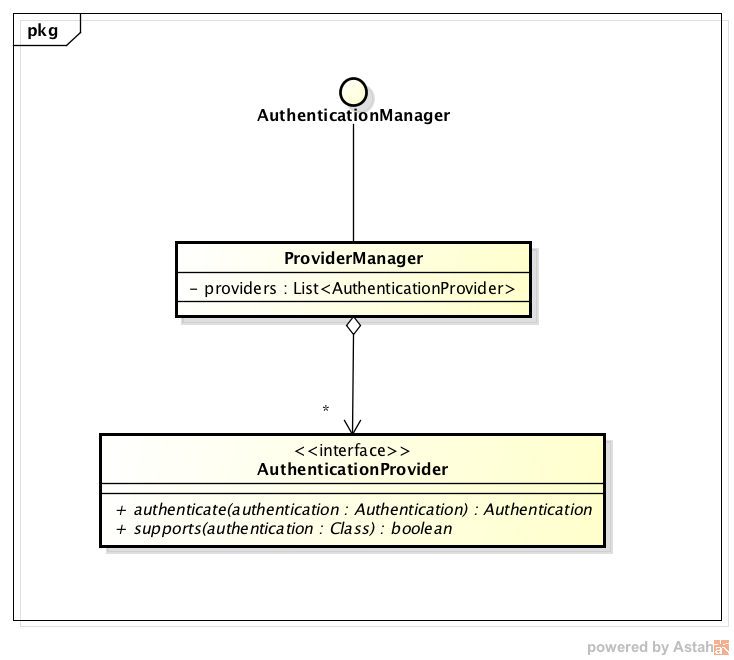 pkg
AuthenticationManager
ProviderManager
- providers : List<AuthenticationProvider>
*
<<interface>>
AuthenticationProvider
+ authenticate(authentication : Authentication) : Authentication
+ supports(authentication : Class) : boolean
powered by Astah